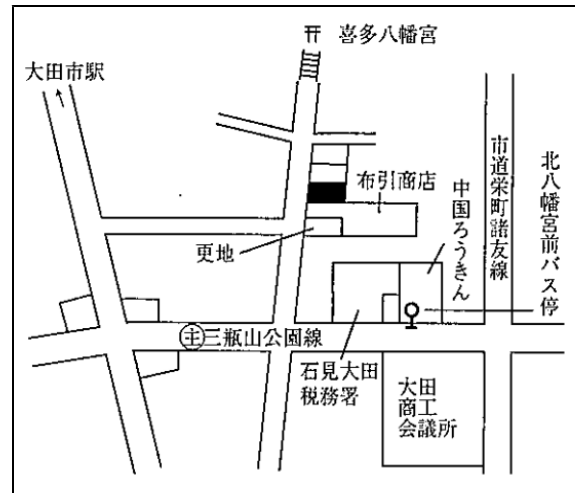 喜多八幡宮
大田市駅
布引商店
更地
中国ろうきん
市道栄町諸友線
北八幡宮前バス停
主三瓶山公園線
石見大田
税務署
大田
商工
会議所